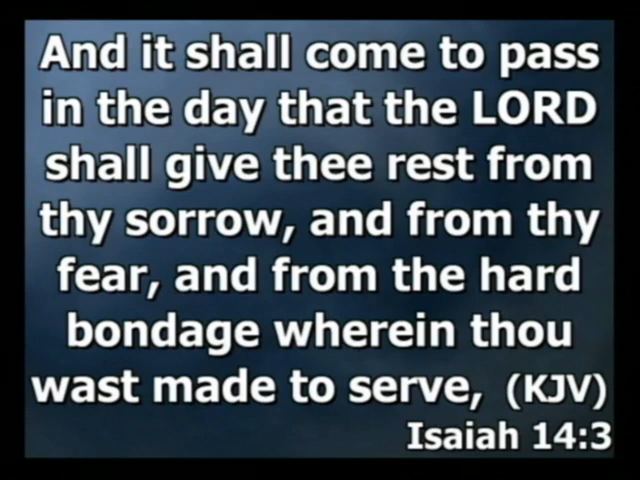 And it shall come to pass
in the day that the LORD
shall give thee rest from
thy sorrow, and from thy
fear, and from the hard
bondage wherein thou
wast made to serve, (KJV)
Isaiah 14:3